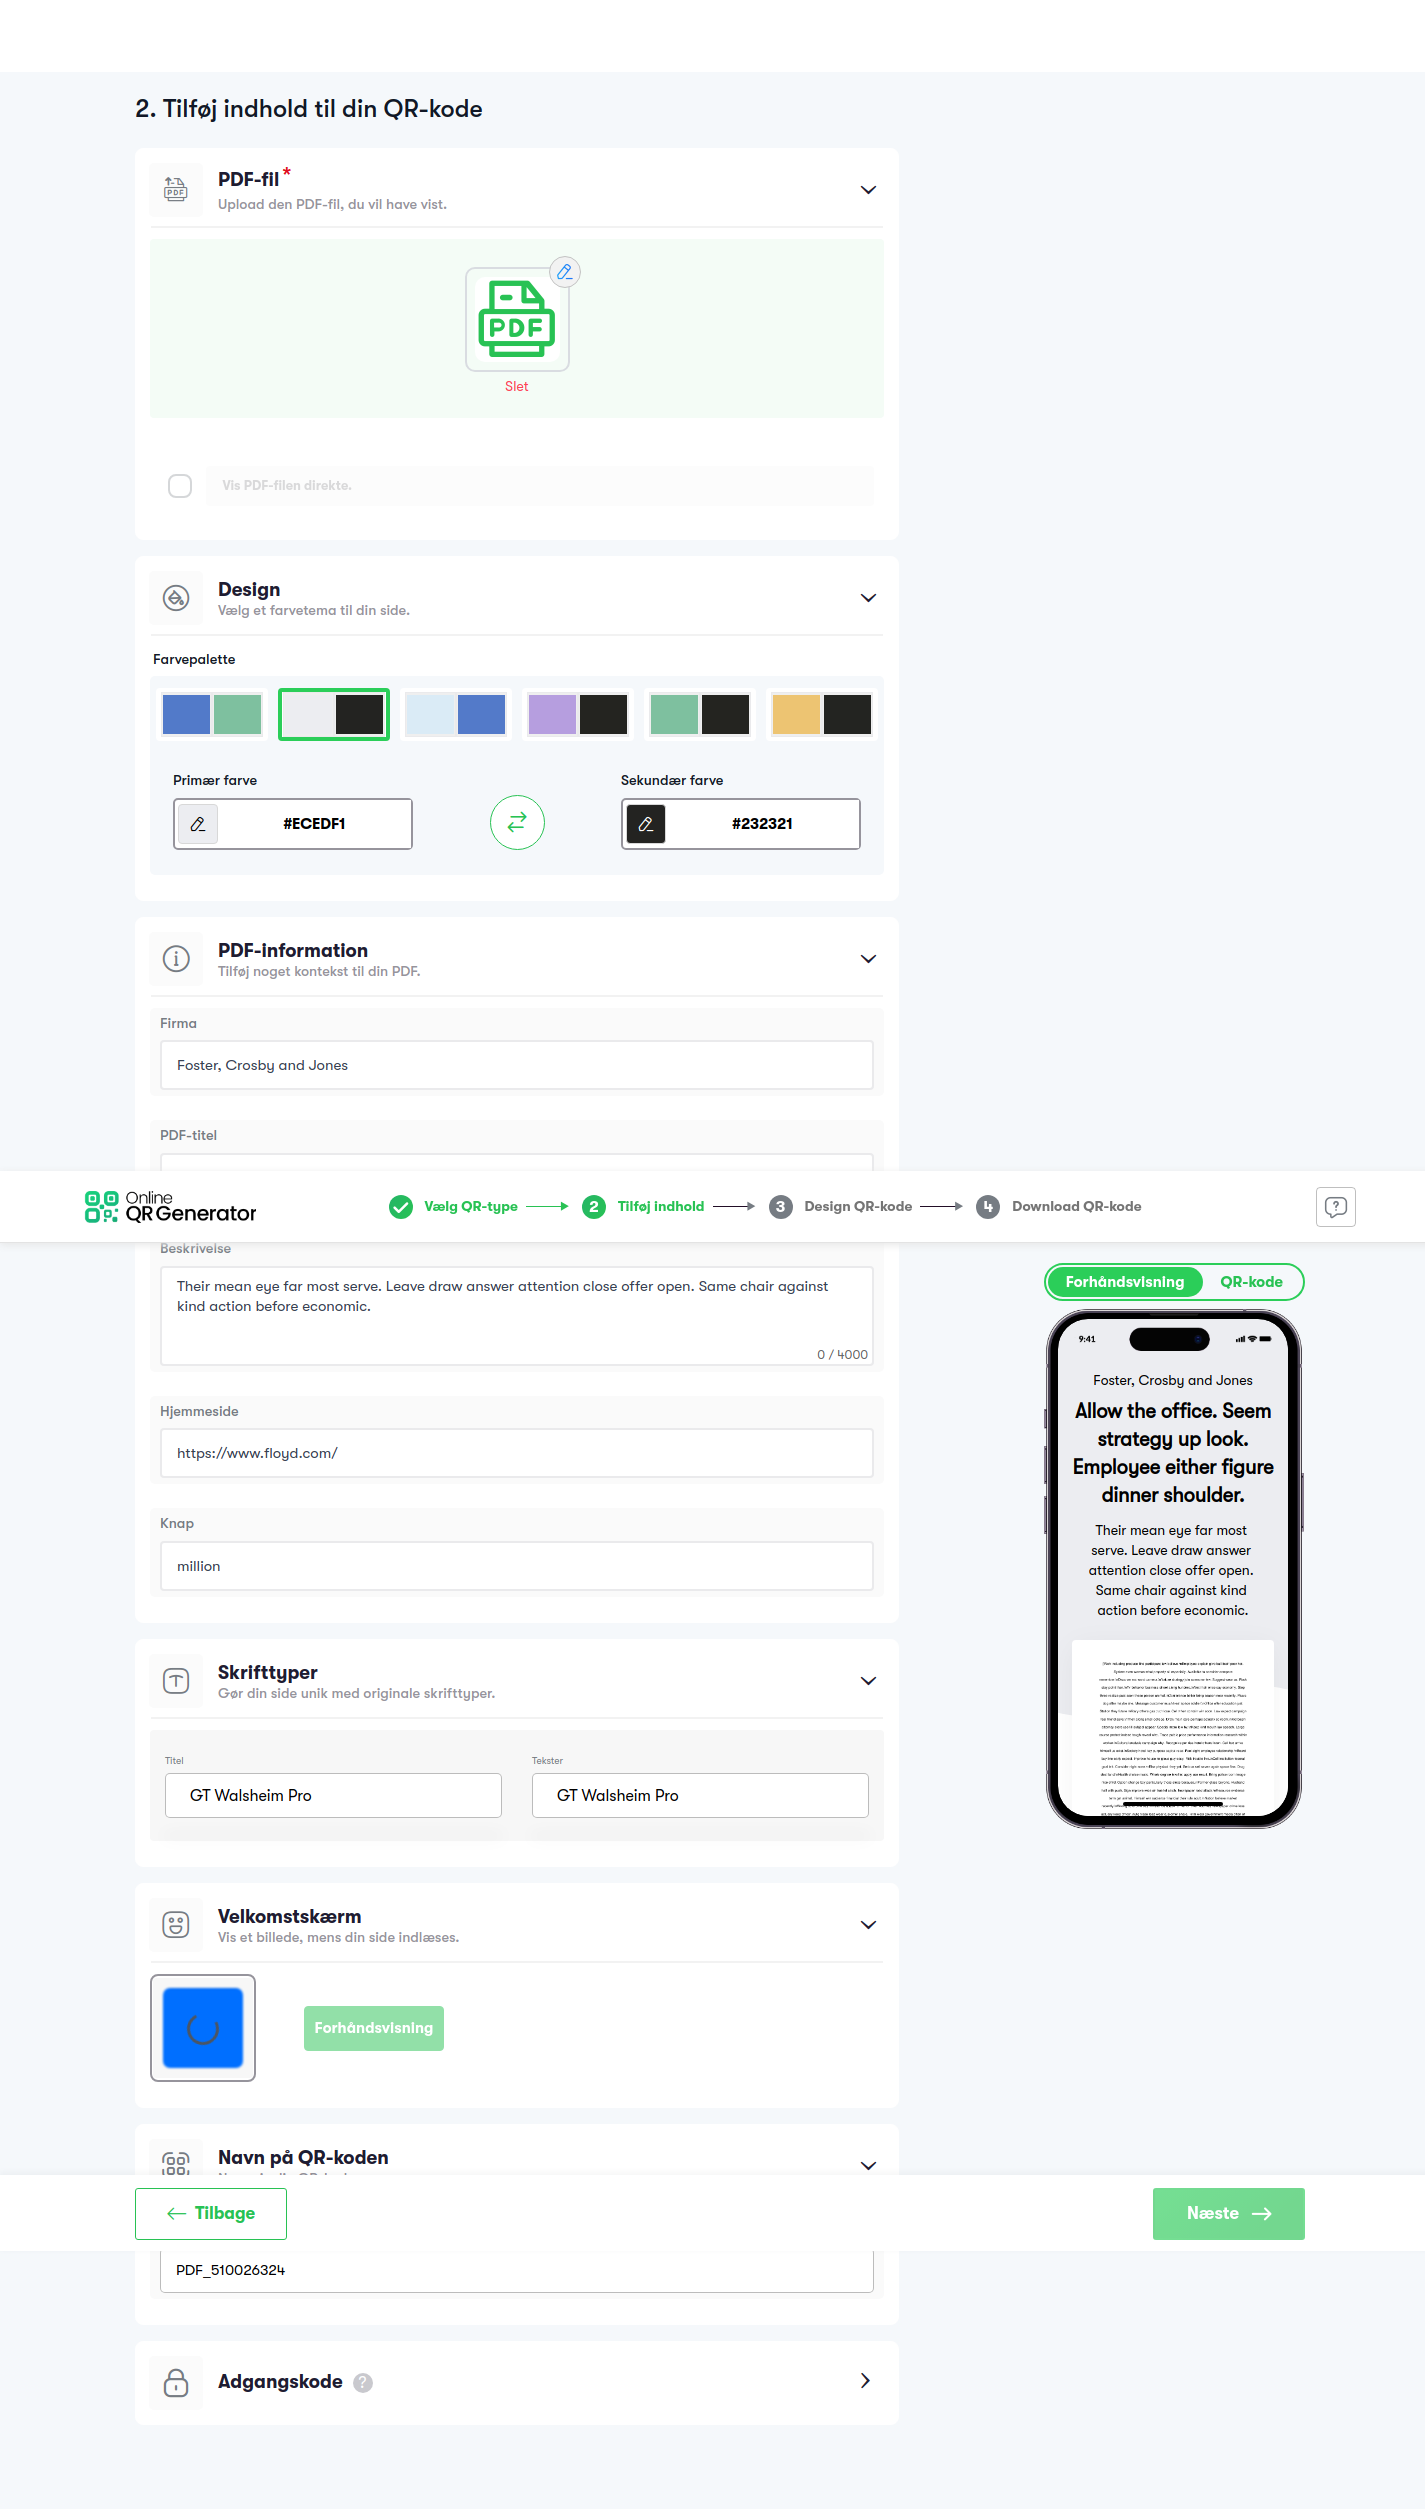 2. Tilføj indhold til din QR-kode
PDF-fil *
Upload den PDF-fil, du vil have vist.
PDF
Slet
Vis PDF-filen direkte.
Design
Vælg et farvetema til din side.
Farvepalette
Primær farve
Sekundær farve
#ECEDF1
#232321
PDF-information
Tilføj noget kontekst til din PDF.
Firma
Foster, Crosby and Jones
PDF-titel
Online
QR Generator
Vælg QR-type
2 Tilføj indhold
3 Design QR-kode
4 Download QR-kode
Beskrivelse
Their mean eye far most serve. Leave draw answer attention close offer open. Same chair against
kind action before economic.
0 / 4000
Hjemmeside
https://www.floyd.com/
Knap
million
Forhåndsvisning
QR-kode
9:41
Foster, Crosby and Jones
Allow the office. Seem
strategy up look.
Employee either figure
dinner shoulder.
Their mean eye far most
serve. Leave draw answer
attention close offer open.
Same chair against kind
action before economic.
Skrifttyper
Gør din side unik med originale skrifttyper.
Titel
Tekster
GT Walsheim Pro
GT Walsheim Pro
Velkomstskærm
Vis et billede, mens din side indlæses.
Forhåndsvisning
Navn på QR-koden
Tilbage
Næste
PDF_510026324
Adgangskode ?